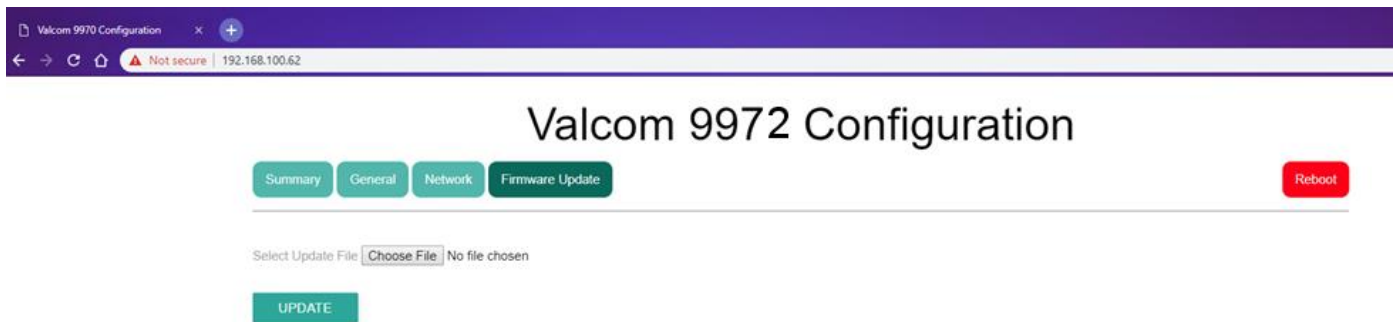 Valcom 9970 Configuration
Not secure | 192.168.100.62
Valcom 9972 Configuration
Summary General Network Firmware Update Reboot
Select Update File Choose File No file chosen
UPDATE